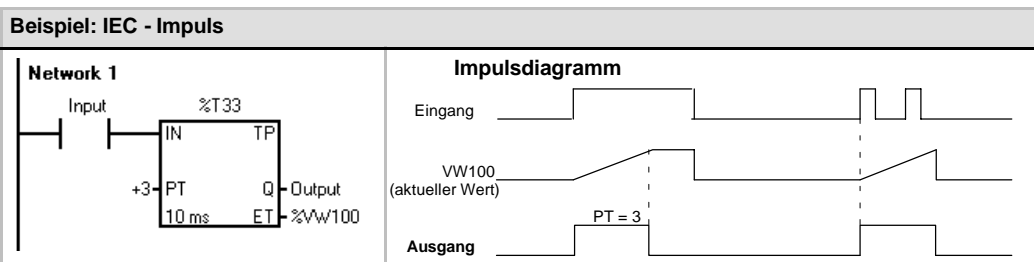 Beispiel: IEC - Impuls
Network 1
Input
%T33
IN
TP
+3
PT
Q
Output
10 ms
ET
%VW100
Impulsdiagramm
Eingang
VW100
(aktueller Wert)
PT = 3
Ausgang